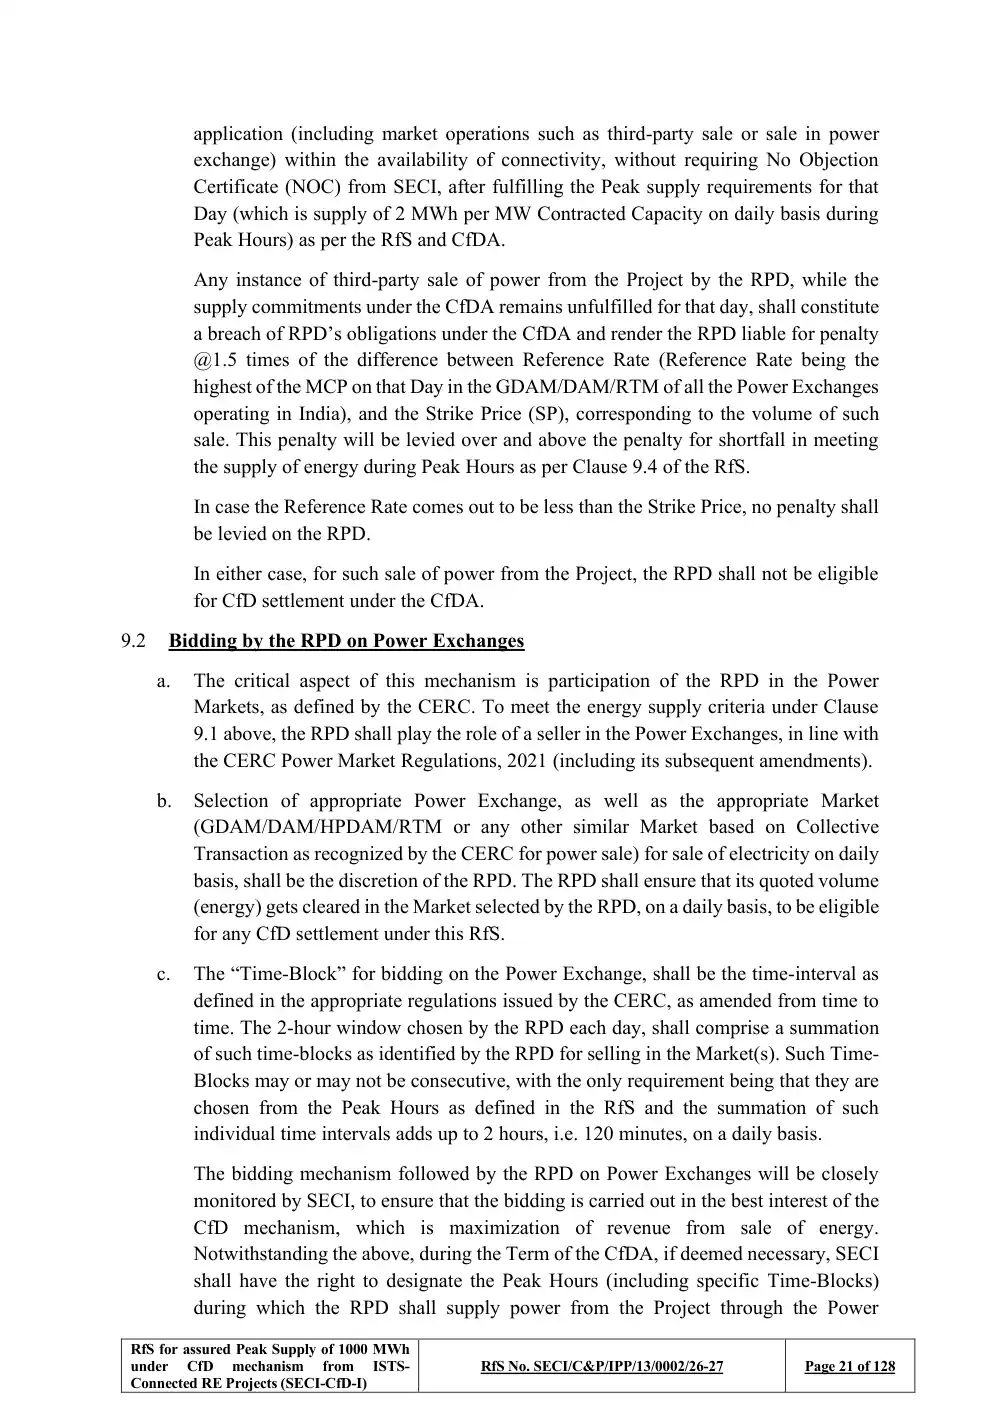 application (including market operations such as third-party sale or sale in power
exchange) within the availability of connectivity, without requiring No Objection
Certificate (NOC) from SECI, after fulfilling the Peak supply requirements for that
Day (which is supply of 2 MWh per MW Contracted Capacity on daily basis during
Peak Hours) as per the RfS and CfDA.
Any instance of third-party sale of power from the Project by the RPD, while the
supply commitments under the CfDA remains unfulfilled for that day, shall constitute
a breach of RPD’s obligations under the CfDA and render the RPD liable for penalty
@1.5 times of the difference between Reference Rate (Reference Rate being the
highest of the MCP on that Day in the GDAM/DAM/RTM of all the Power Exchanges
operating in India), and the Strike Price (SP), corresponding to the volume of such
sale. This penalty will be levied over and above the penalty for shortfall in meeting
the supply of energy during Peak Hours as per Clause 9.4 of the RfS.
In case the Reference Rate comes out to be less than the Strike Price, no penalty shall
be levied on the RPD.
In either case, for such sale of power from the Project, the RPD shall not be eligible
for CfD settlement under the CfDA.
9.2 Bidding by the RPD on Power Exchanges
a. The critical aspect of this mechanism is participation of the RPD in the Power
Markets, as defined by the CERC. To meet the energy supply criteria under Clause
9.1 above, the RPD shall play the role of a seller in the Power Exchanges, in line with
the CERC Power Market Regulations, 2021 (including its subsequent amendments).
b. Selection of appropriate Power Exchange, as well as the appropriate Market
(GDAM/DAM/HPDAM/RTM or any other similar Market based on Collective
Transaction as recognized by the CERC for power sale) for sale of electricity on daily
basis, shall be the discretion of the RPD. The RPD shall ensure that its quoted volume
(energy) gets cleared in the Market selected by the RPD, on a daily basis, to be eligible
for any CfD settlement under this RfS.
c. The “Time-Block” for bidding on the Power Exchange, shall be the time-interval as
defined in the appropriate regulations issued by the CERC, as amended from time to
time. The 2-hour window chosen by the RPD each day, shall comprise a summation
of such time-blocks as identified by the RPD for selling in the Market(s). Such Time-
Blocks may or may not be consecutive, with the only requirement being that they are
chosen from the Peak Hours as defined in the RfS and the summation of such
individual time intervals adds up to 2 hours, i.e. 120 minutes, on a daily basis.
The bidding mechanism followed by the RPD on Power Exchanges will be closely
monitored by SECI, to ensure that the bidding is carried out in the best interest of the
CfD mechanism, which is maximization of revenue from sale of energy.
Notwithstanding the above, during the Term of the CfDA, if deemed necessary, SECI
shall have the right to designate the Peak Hours (including specific Time-Blocks)
during which the RPD shall supply power from the Project through the Power
RfS for assured Peak Supply of 1000 MWh
under CfD mechanism from ISTS-
Connected RE Projects (SECI-CfD-I)
RfS No. SECI/C&P/IPP/13/0002/26-27
Page 21 of 128